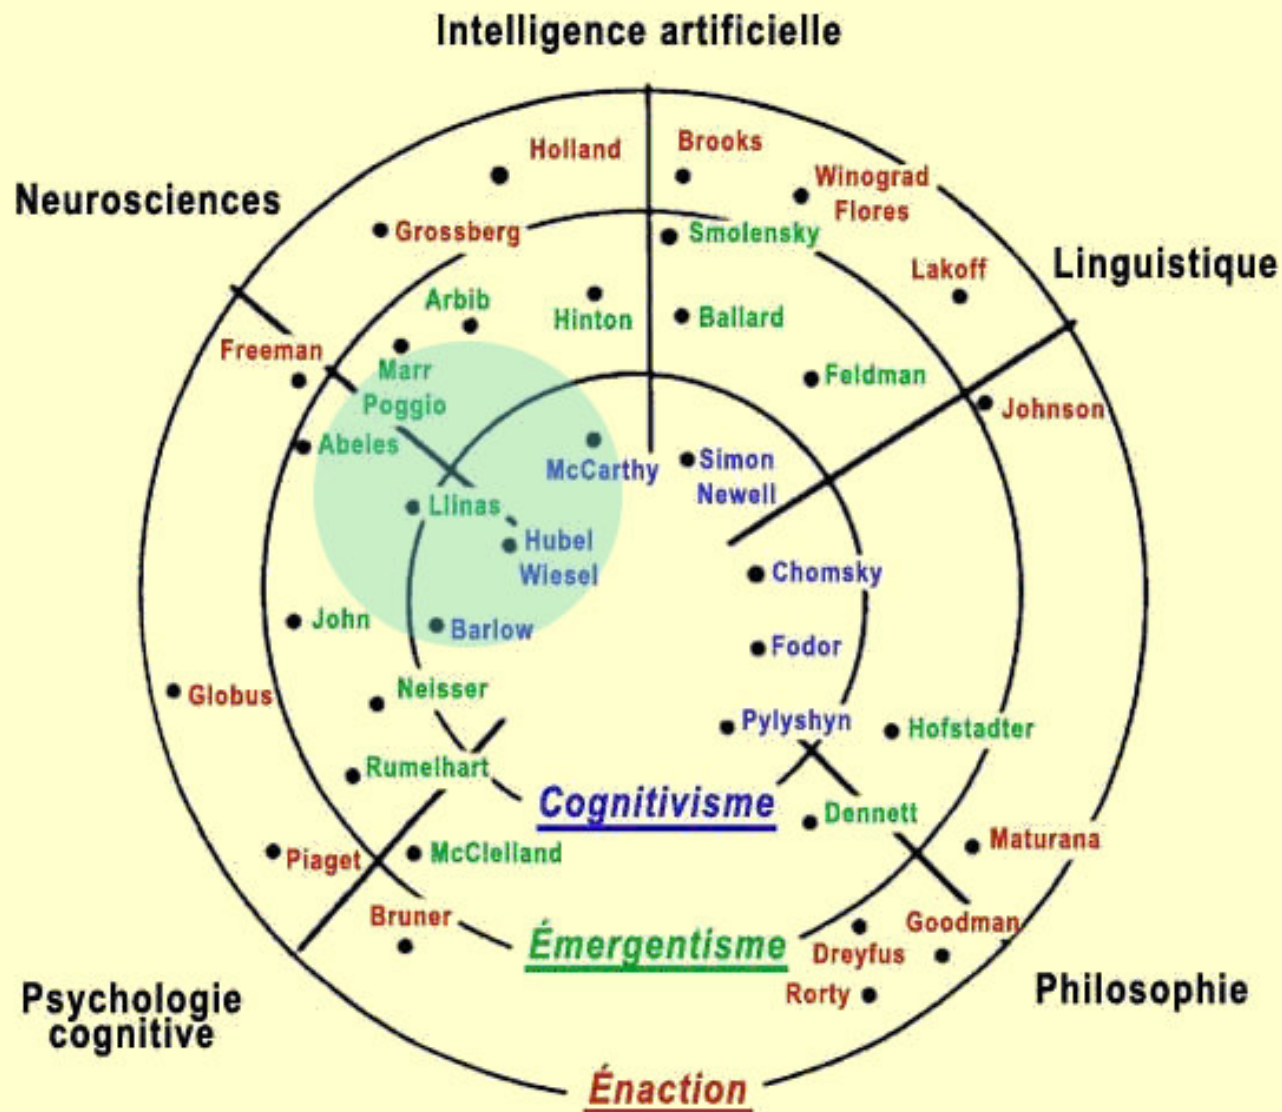 Intelligence artificielle
Holland
Brooks
Winograd
Flores
Neurosciences
Grossberg
Smolensky
Linguistique
Lakoff
Arbib
Hinton
Ballard
Freeman
Marr
Poggio
Feldman
Johnson
Abeles
McCarthy
Simon
Newell
Llinas
Hubel
Wiesel
Chomsky
John
Barlow
Fodor
Globus
Neisser
Pylyshyn
Hofstadter
Rumelhart
Cognitivisme
Dennett
Piaget
McClelland
Maturana
Bruner
Émergentisme
Goodman
Dreyfus
Rorty
Psychologie
cognitive
Philosophie
Énaction